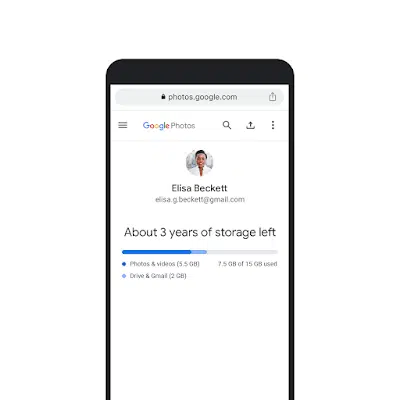 photos.google.com
Google Photos
Elisa Beckett
elisa.g.beckett@gmail.com
About 3 years of storage left
Photos & videos (5.5 GB) 7.5 GB of 15 GB used
Drive & Gmail (2 GB)